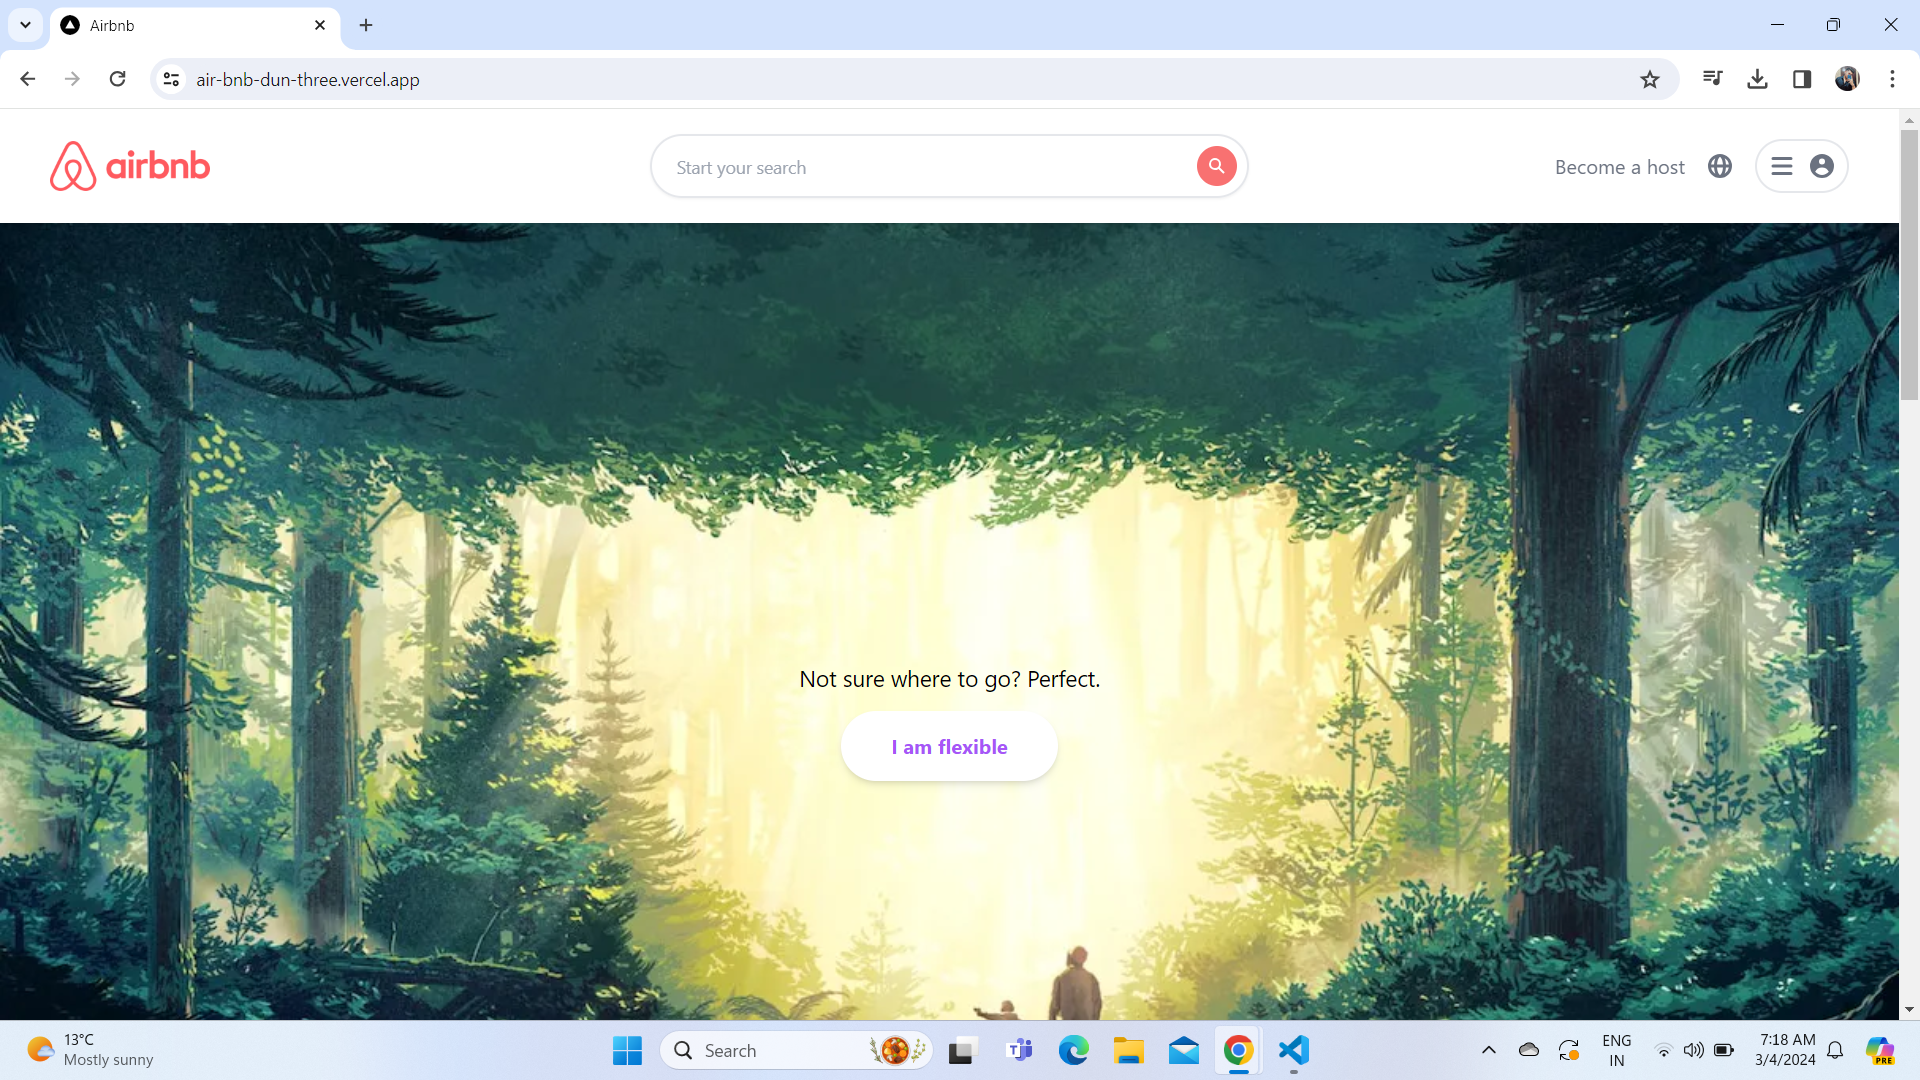 Airbnb
air-bnb-dun-three.vercel.app
airbnb
Start your search
Become a host
Not sure where to go? Perfect.
I am flexible
13°C
Mostly sunny
Search
ENG
IN
7:18 AM
3/4/2024
PRE